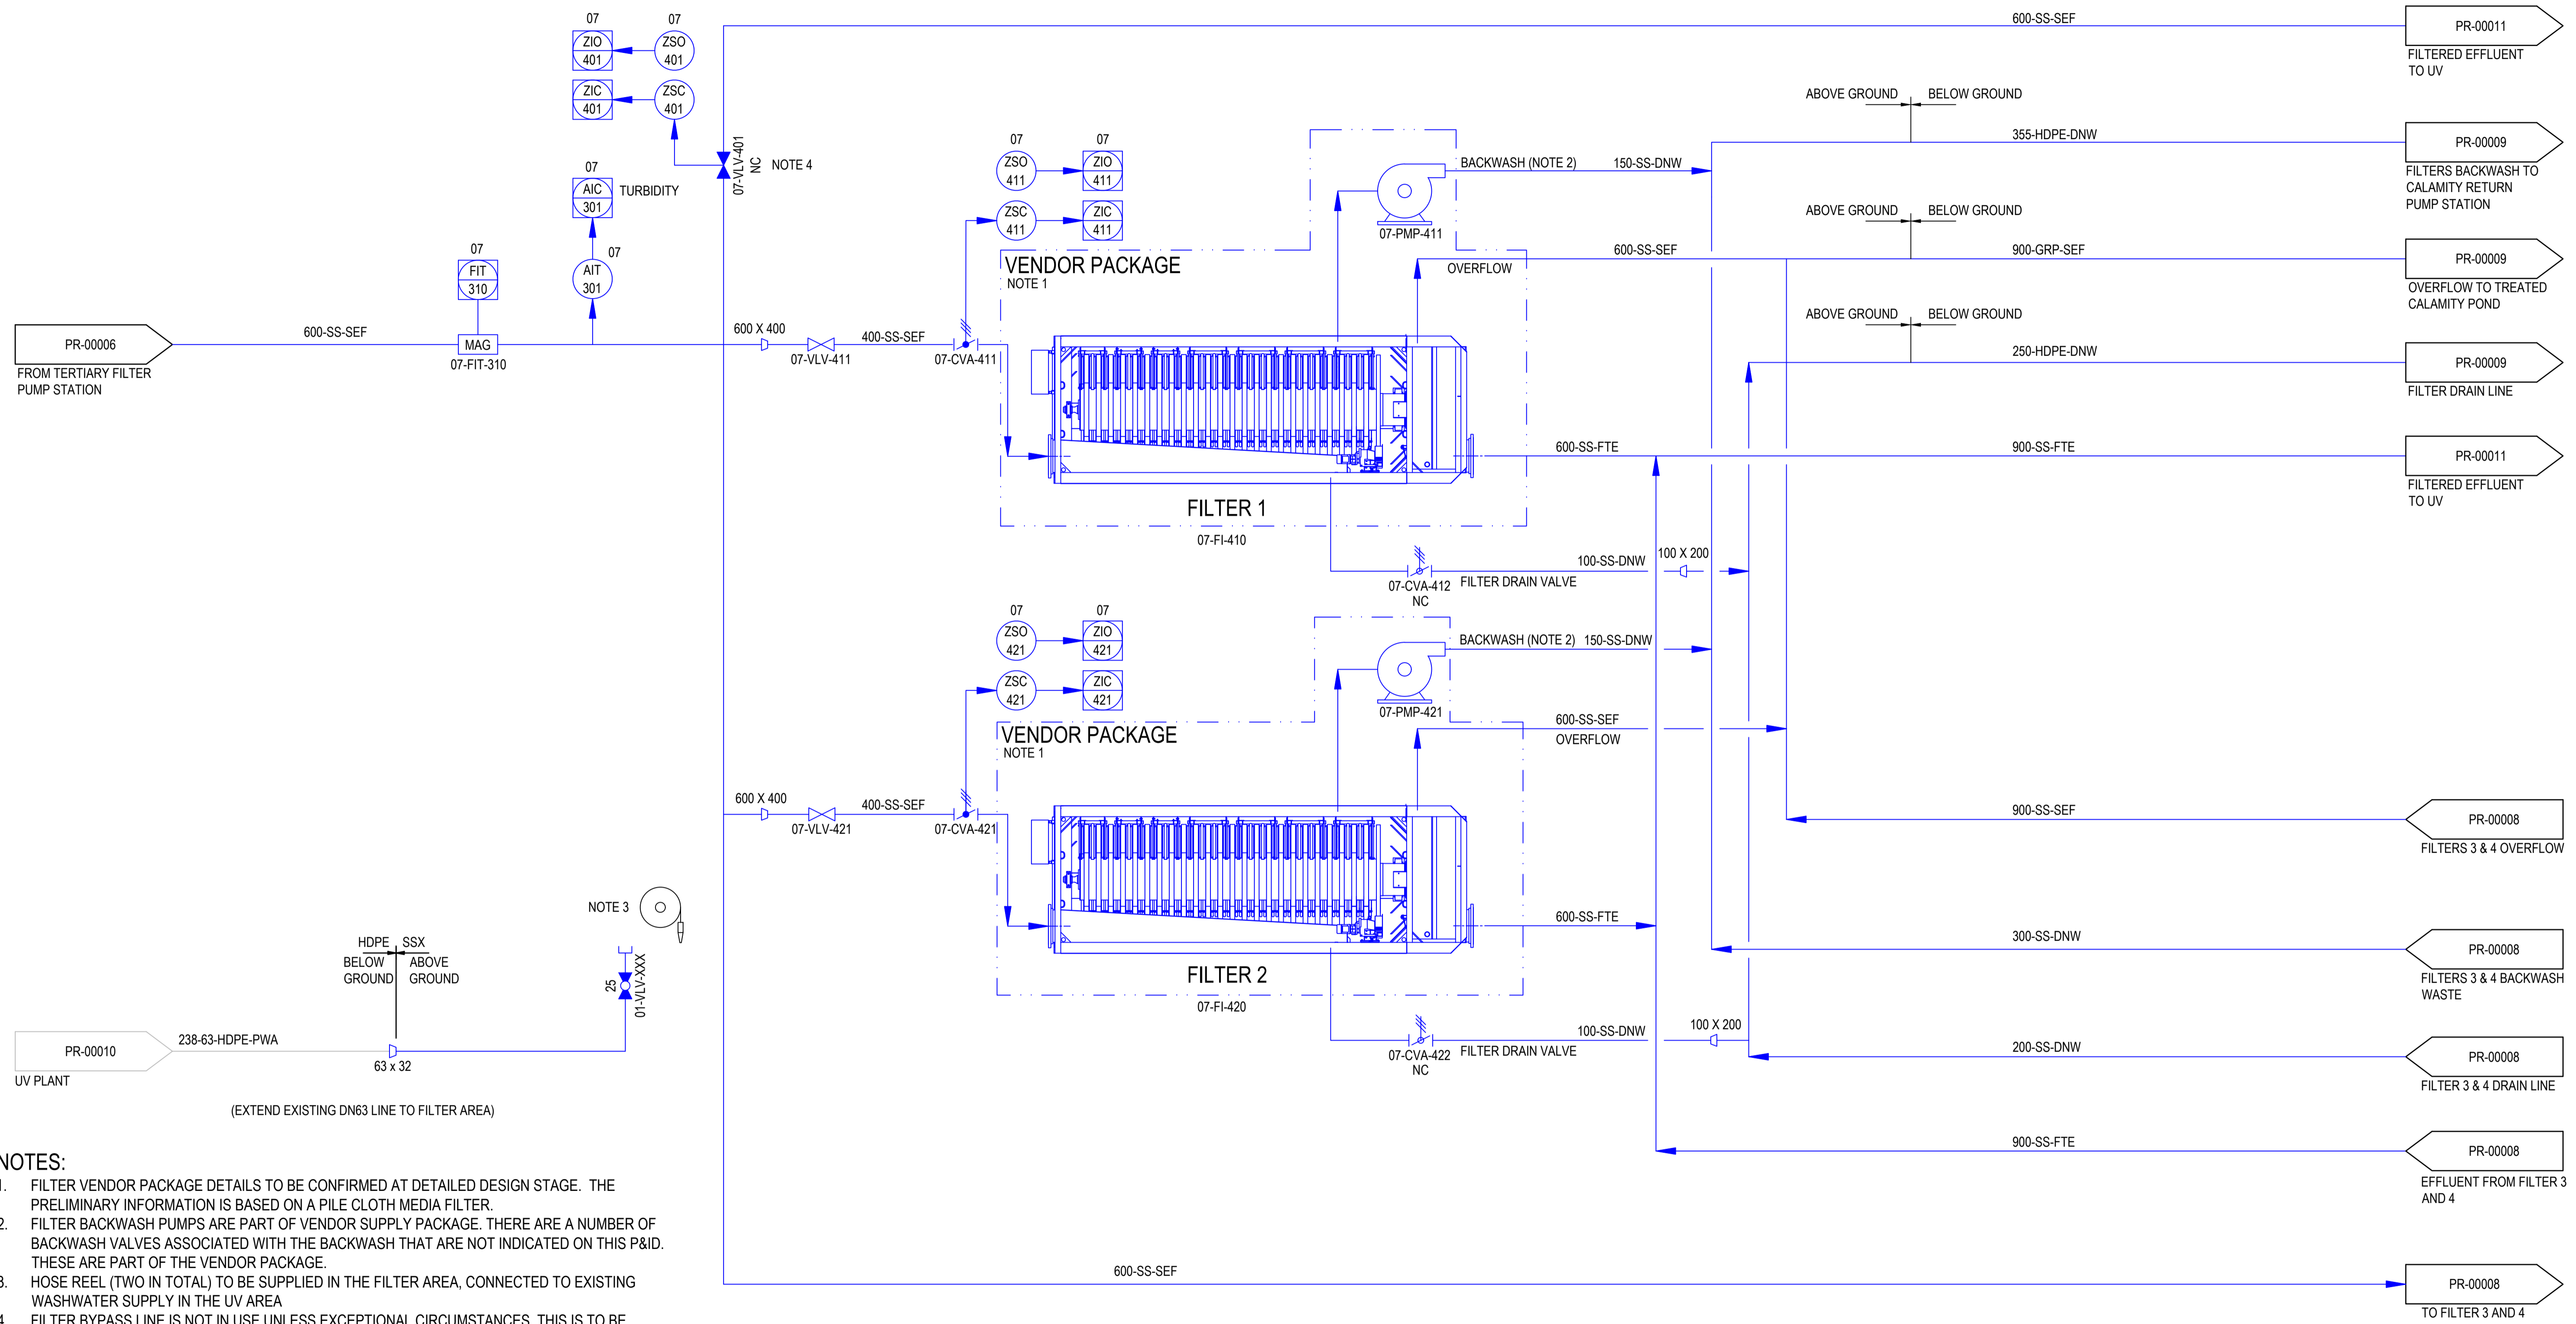 07
07
ZIO
401
ZSO
401
ZIC
401
ZSC
401
07-VLV-401
NC
NOTE 4
07
AIC
301
TURBIDITY
07
AIT
301
07
FIT
310
600-SS-SEF
MAG
07-FIT-310
PR-00006
FROM TERTIARY FILTER
PUMP STATION
600 X 400
07-VLV-411
400-SS-SEF
07-CVA-411
07
07
ZSO
411
ZIO
411
ZSC
411
ZIC
411
VENDOR PACKAGE
NOTE 1
07-PMP-411
BACKWASH (NOTE 2)
150-SS-DNW
OVERFLOW
600-SS-SEF
600-SS-FTE
FILTER 1
07-FI-410
07-CVA-412
NC
FILTER DRAIN VALVE
100-SS-DNW
100 X 200
600-SS-SEF
PR-00011
FILTERED EFFLUENT
TO UV
ABOVE GROUND
BELOW GROUND
355-HDPE-DNW
PR-00009
FILTERS BACKWASH TO
CALAMITY RETURN
PUMP STATION
ABOVE GROUND
BELOW GROUND
900-GRP-SEF
PR-00009
OVERFLOW TO TREATED
CALAMITY POND
ABOVE GROUND
BELOW GROUND
250-HDPE-DNW
PR-00009
FILTER DRAIN LINE
900-SS-FTE
PR-00011
FILTERED EFFLUENT
TO UV
07
07
ZSO
421
ZIO
421
ZSC
421
ZIC
421
VENDOR PACKAGE
NOTE 1
07-PMP-421
BACKWASH (NOTE 2)
150-SS-DNW
600-SS-SEF
OVERFLOW
600 X 400
07-VLV-421
400-SS-SEF
07-CVA-421
600-SS-FTE
FILTER 2
07-FI-420
07-CVA-422
NC
FILTER DRAIN VALVE
100-SS-DNW
100 X 200
900-SS-SEF
PR-00008
FILTERS 3 & 4 OVERFLOW
300-SS-DNW
PR-00008
FILTERS 3 & 4 BACKWASH
WASTE
200-SS-DNW
PR-00008
FILTER 3 & 4 DRAIN LINE
900-SS-FTE
PR-00008
EFFLUENT FROM FILTER 3
AND 4
600-SS-SEF
PR-00008
TO FILTER 3 AND 4
NOTE 3
HDPE
SSX
BELOW
GROUND
ABOVE
GROUND
25
01-VLV-XXX
PR-00010
UV PLANT
238-63-HDPE-PWA
63 x 32
(EXTEND EXISTING DN63 LINE TO FILTER AREA)
NOTES:
1. FILTER VENDOR PACKAGE DETAILS TO BE CONFIRMED AT DETAILED DESIGN STAGE. THE
PRELIMINARY INFORMATION IS BASED ON A PILE CLOTH MEDIA FILTER.
2. FILTER BACKWASH PUMPS ARE PART OF VENDOR SUPPLY PACKAGE. THERE ARE A NUMBER OF
BACKWASH VALVES ASSOCIATED WITH THE BACKWASH THAT ARE NOT INDICATED ON THIS P&ID.
THESE ARE PART OF THE VENDOR PACKAGE.
3. HOSE REEL (TWO IN TOTAL) TO BE SUPPLIED IN THE FILTER AREA, CONNECTED TO EXISTING
WASHWATER SUPPLY IN THE UV AREA
4. FILTER BYPASS LINE IS NOT IN USE UNLESS EXCEPTIONAL CIRCUMSTANCES. THIS IS TO BE